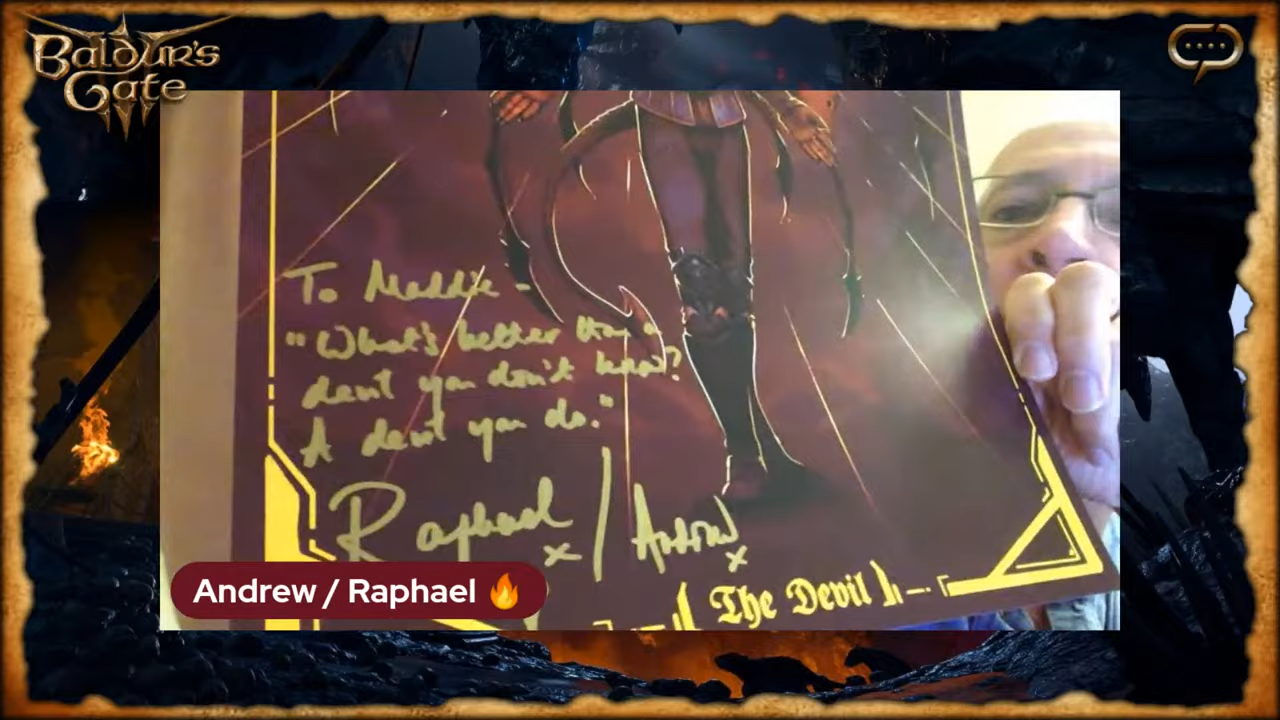 BALDUR'S
GATE
III
To Maddie -
"What's better than a
devil you don't know?
A devil you do."
Raphael x / Andrew x
Andrew / Raphael 🔥
The Devil